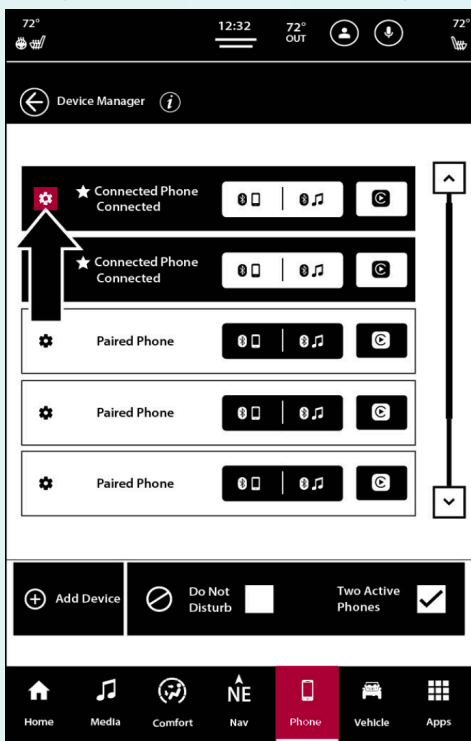 72°
12:32
72°
OUT
72°
Device Manager i
Connected Phone
Connected
Connected Phone
Connected
Paired Phone
Paired Phone
Paired Phone
Add Device
Do Not
Disturb
Two Active
Phones
NE
Home
Media
Comfort
Nav
Phone
Vehicle
Apps